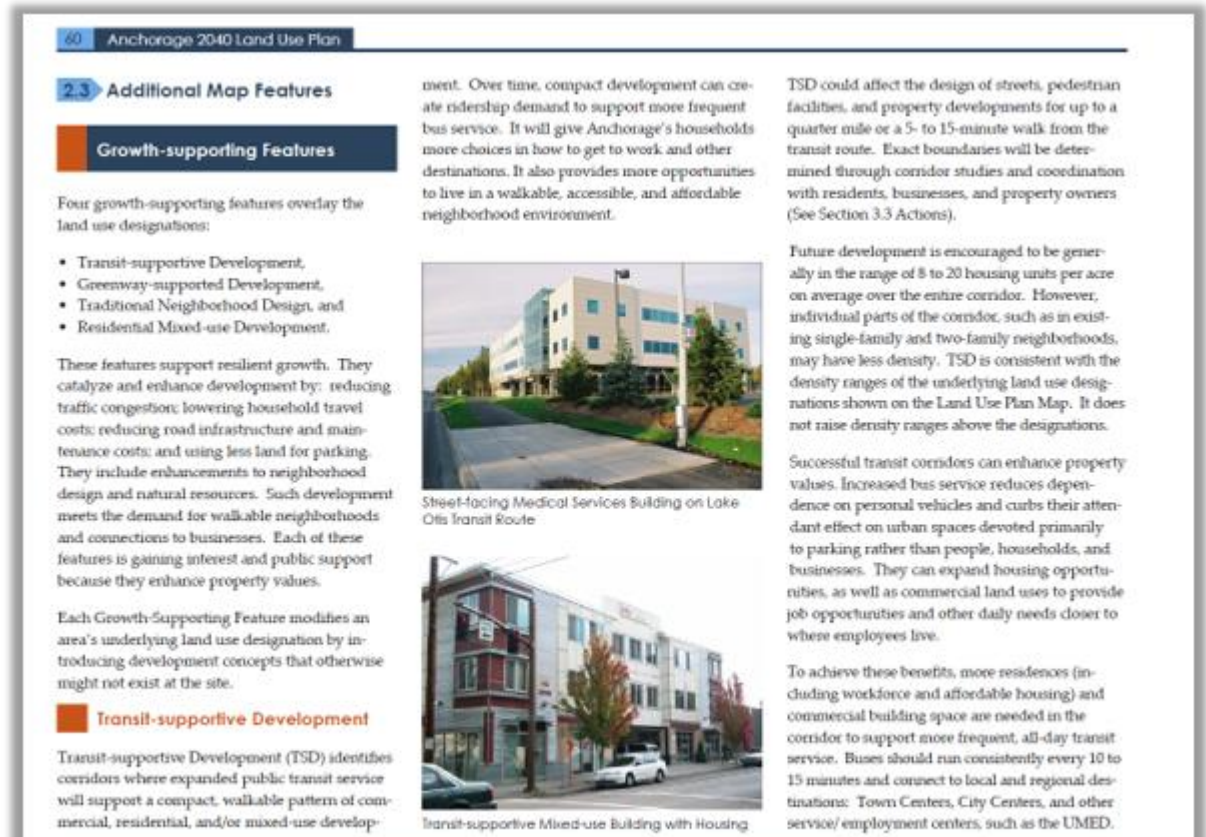 60 Anchorage 2040 Land Use Plan
2.3 Additional Map Features
Growth-supporting Features
Four growth-supporting features overlay the
land use designations:
• Transit-supportive Development,
• Greenway-supported Development,
• Traditional Neighborhood Design, and
• Residential Mixed-use Development.
These features support resilient growth. They
catalyze and enhance development by: reducing
traffic congestion; lowering household travel
costs; reducing road infrastructure and main-
tenance costs; and using less land for parking.
They include enhancements to neighborhood
design and natural resources. Such development
meets the demand for walkable neighborhoods
and connections to businesses. Each of these
features is gaining interest and public support
because they enhance property values.
Each Growth-Supporting Feature modifies an
area's underlying land use designation by in-
troducing development concepts that otherwise
might not exist at the site.
Transit-supportive Development
Transit-supportive Development (TSD) identifies
corridors where expanded public transit service
will support a compact, walkable pattern of com-
mercial, residential, and/or mixed-use develop-
ment. Over time, compact development can cre-
ate ridership demand to support more frequent
bus service. It will give Anchorage's households
more choices in how to get to work and other
destinations. It also provides more opportunities
to live in a walkable, accessible, and affordable
neighborhood environment.
Street-facing Medical Services Building on Lake
Otis Transit Route
Transit-supportive Mixed-use Building with Housing
TSD could affect the design of streets, pedestrian
facilities, and property developments for up to a
quarter mile or a 5- to 15-minute walk from the
transit route. Exact boundaries will be deter-
mined through corridor studies and coordination
with residents, businesses, and property owners
(See Section 3.3 Actions).
Future development is encouraged to be gener-
ally in the range of 8 to 20 housing units per acre
on average over the entire corridor. However,
individual parts of the corridor, such as in exist-
ing single-family and two-family neighborhoods,
may have less density. TSD is consistent with the
density ranges of the underlying land use desig-
nations shown on the Land Use Plan Map. It does
not raise density ranges above the designations.
Successful transit corridors can enhance property
values. Increased bus service reduces depen-
dence on personal vehicles and curbs their atten-
dant effect on urban spaces devoted primarily
to parking rather than people, households, and
businesses. They can expand housing opportu-
nities, as well as commercial land uses to provide
job opportunities and other daily needs closer to
where employees live.
To achieve these benefits, more residences (in-
cluding workforce and affordable housing) and
commercial building space are needed in the
corridor to support more frequent, all-day transit
service. Buses should run consistently every 10 to
15 minutes and connect to local and regional des-
tinations: Town Centers, City Centers, and other
service/employment centers, such as the UMED.